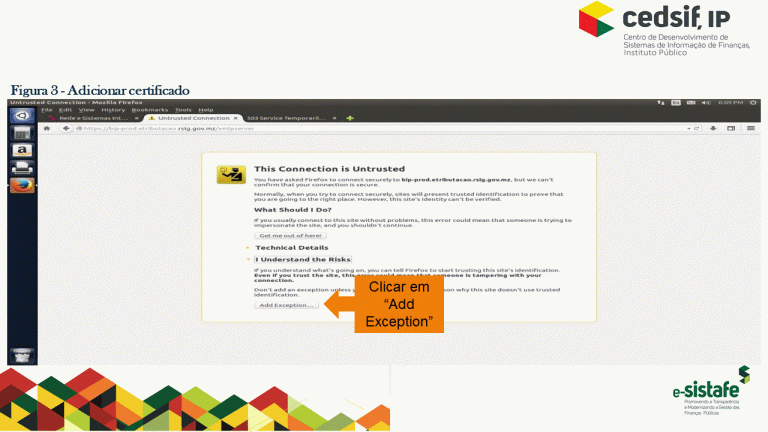 cedsif, IP
Centro de Desenvolvimento de
Sistemas de Informação de Finanças,
Instituto Público
Figura 3 - Adicionar certificado
Untrusted Connection - Mozilla Firefox
6:09 PM
File Edit View History Bookmarks Tools Help
Rede e Sistemas Int... × Untrusted Connection × 503 Service Temporaril... ×
https://bip-prod.etributacao.rstg.gov.mz/xmlpserver
This Connection is Untrusted
You have asked Firefox to connect securely to bip-prod.etributacao.rstg.gov.mz, but we can't
confirm that your connection is secure.
Normally, when you try to connect securely, sites will present trusted identification to prove that
you are going to the right place. However, this site's identity can't be verified.
What Should I Do?
If you usually connect to this site without problems, this error could mean that someone is trying to
impersonate the site, and you shouldn't continue.
Get me out of here!
Technical Details
I Understand the Risks
If you understand what's going on, you can tell Firefox to start trusting this site's identification.
Even if you trust the site, this error could mean that someone is tampering with your
connection.
Don't add an exception unless on why this site doesn't use trusted
identification.
Add Exception...
Clicar em
“Add
Exception”
e-sistafe
Promovendo a Transparência
e Modernizando a Gestão das
Finanças Públicas